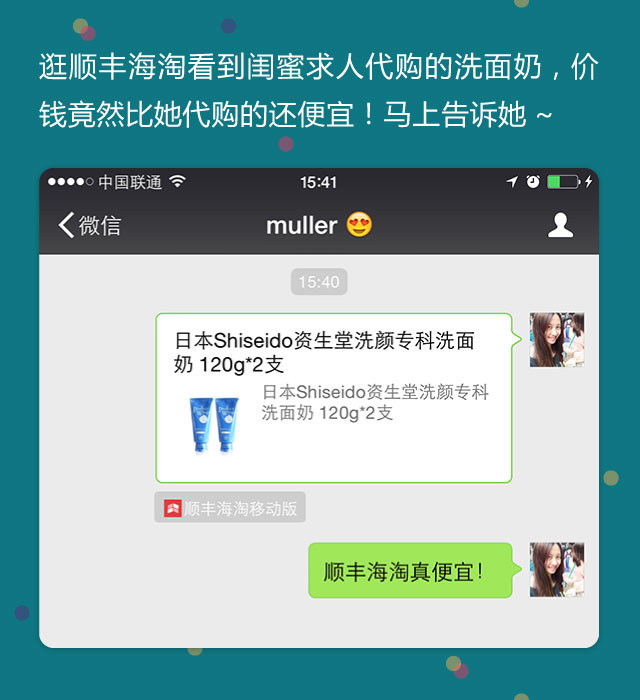 逛顺丰海淘看到闺蜜求人代购的洗面奶，价
钱竟然比她代购的还便宜！马上告诉她 ~
中国联通 15:41
微信 muller
15:40
日本Shiseido资生堂洗颜专科洗面
奶 120g*2支
日本Shiseido资生堂洗颜专科
洗面奶 120g*2支
顺丰海淘移动版
顺丰海淘真便宜！